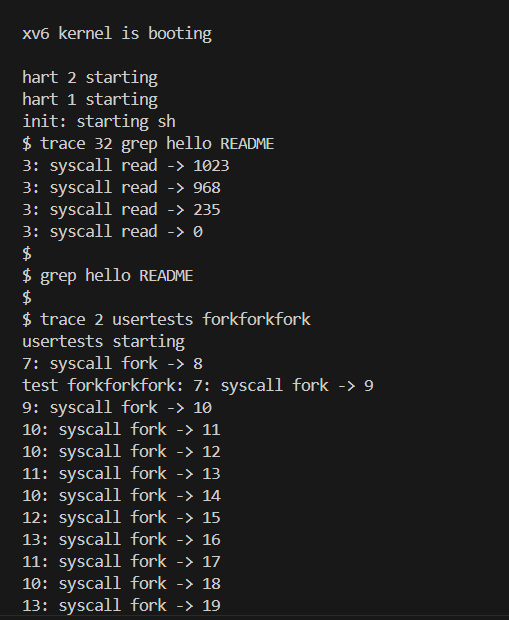 xv6 kernel is booting
hart 2 starting
hart 1 starting
init: starting sh
$ trace 32 grep hello README
3: syscall read -> 1023
3: syscall read -> 968
3: syscall read -> 235
3: syscall read -> 0
$
$ grep hello README
$
$ trace 2 usertests forkforkfork
usertests starting
7: syscall fork -> 8
test forkforkfork: 7: syscall fork -> 9
9: syscall fork -> 10
10: syscall fork -> 11
10: syscall fork -> 12
11: syscall fork -> 13
10: syscall fork -> 14
12: syscall fork -> 15
13: syscall fork -> 16
11: syscall fork -> 17
10: syscall fork -> 18
13: syscall fork -> 19